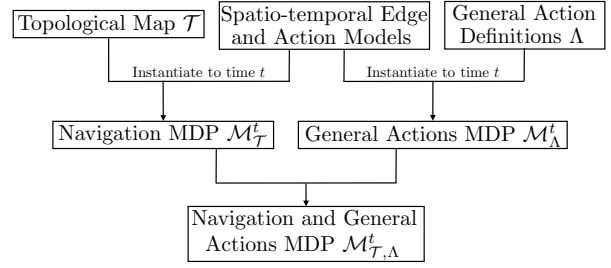 Topological Map 𝒯
Spatio-temporal Edge
and Action Models
General Action
Definitions Λ
Instantiate to time t
Instantiate to time t
Navigation MDP ℳ𝒯ᵗ
General Actions MDP ℳΛᵗ
Navigation and General
Actions MDP ℳ𝒯,Λᵗ